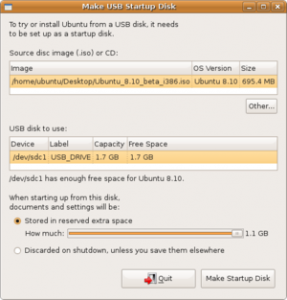 Make USB Startup Disk
To try or install Ubuntu from a USB disk, it needs
to be set up as a startup disk.
Source disc image (.iso) or CD:
Image OS Version Size
/home/ubuntu/Desktop/Ubuntu_8.10_beta_i386.iso Ubuntu 8.10 695.4 MB
Other...
USB disk to use:
Device Label Capacity Free Space
/dev/sdc1 USB_DRIVE 1.7 GB 1.7 GB
/dev/sdc1 has enough free space for Ubuntu 8.10.
When starting up from this disk,
documents and settings will be:
Stored in reserved extra space
How much: 1.1 GB
Discarded on shutdown, unless you save them elsewhere
Quit Make Startup Disk